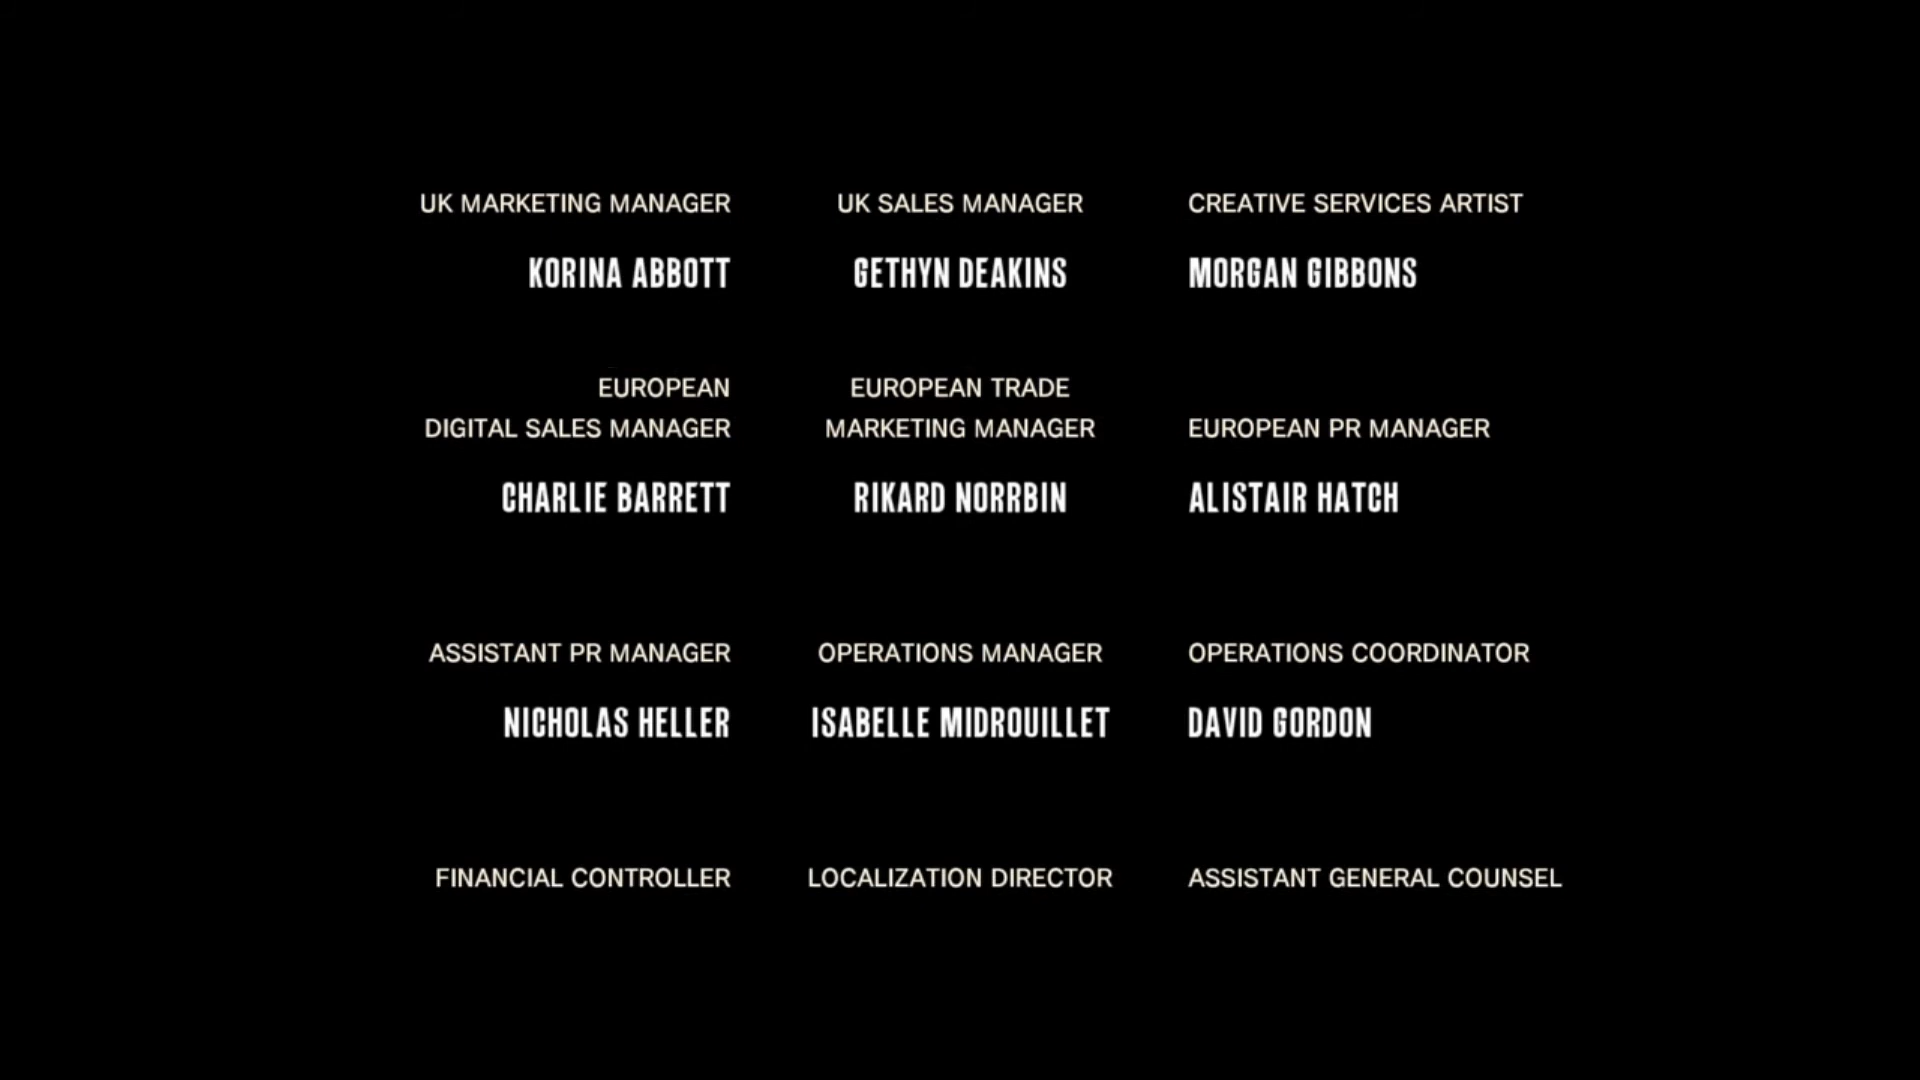 UK MARKETING MANAGER
UK SALES MANAGER
CREATIVE SERVICES ARTIST
KORINA ABBOTT
GETHYN DEAKINS
MORGAN GIBBONS
EUROPEAN
DIGITAL SALES MANAGER
EUROPEAN TRADE
MARKETING MANAGER
EUROPEAN PR MANAGER
CHARLIE BARRETT
RIKARD NORRBIN
ALISTAIR HATCH
ASSISTANT PR MANAGER
OPERATIONS MANAGER
OPERATIONS COORDINATOR
NICHOLAS HELLER
ISABELLE MIDROUILLET
DAVID GORDON
FINANCIAL CONTROLLER
LOCALIZATION DIRECTOR
ASSISTANT GENERAL COUNSEL